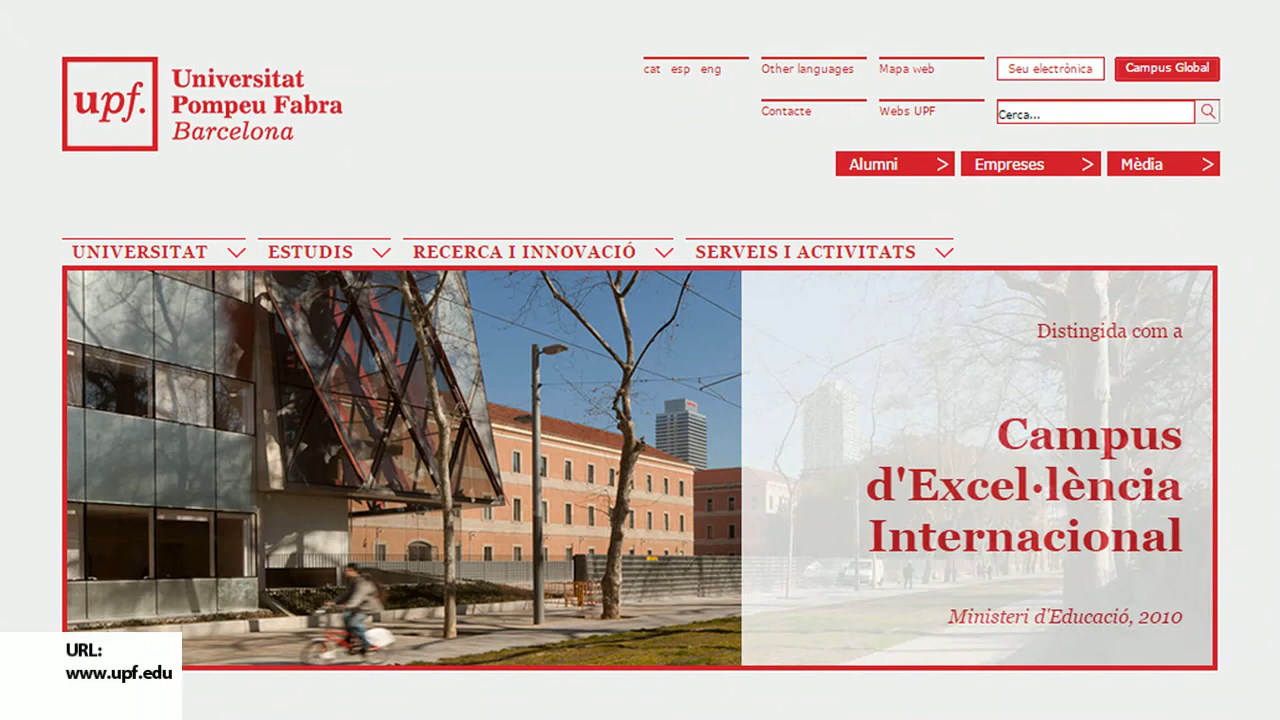 upf.
Universitat
Pompeu Fabra
Barcelona
cat esp eng
Other languages
Mapa web
Seu electrònica
Campus Global
Contacte
Webs UPF
Cerca...
Alumni >
Empreses >
Mèdia >
UNIVERSITAT
ESTUDIS
RECERCA I INNOVACIÓ
SERVEIS I ACTIVITATS
Distingida com a
Campus
d'Excel·lència
Internacional
Ministeri d'Educació, 2010
URL:
www.upf.edu